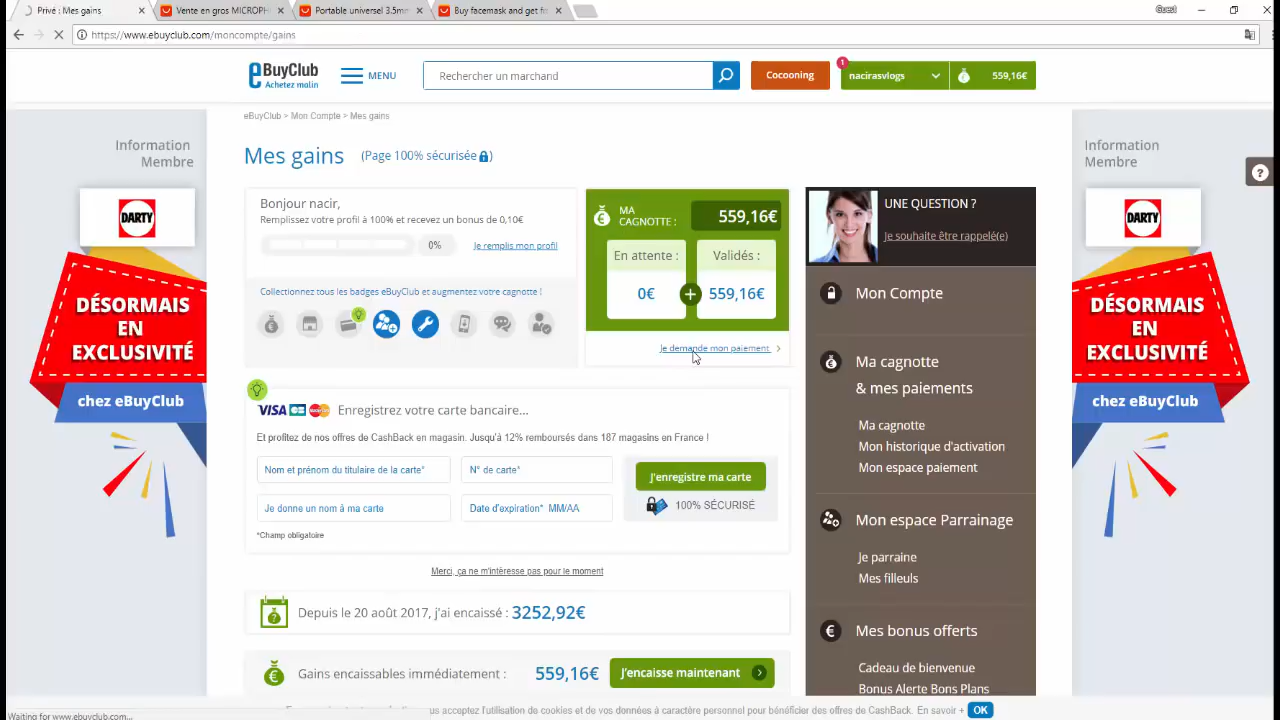 Privé : Mes gains
Vente en gros MICROPH
Portable universel 3.5mm
Buy facemask and get fo
Guest
https://www.ebuyclub.com/moncompte/gains
eBuyClub
Achetez malin
MENU
Rechercher un marchand
Cocooning
1
nacirasvlogs
559,16€
eBuyClub > Mon Compte > Mes gains
Mes gains
(Page 100% sécurisée )
Information
Membre
DARTY
DÉSORMAIS
EN
EXCLUSIVITÉ
chez eBuyClub
Bonjour nacir,
Remplissez votre profil à 100% et recevez un bonus de 0,10€
0%
Je remplis mon profil
Collectionnez tous les badges eBuyClub et augmentez votre cagnotte !
MA
CAGNOTTE :
559,16€
En attente :
0€
+
Validés :
559,16€
Je demande mon paiement >
VISA
Enregistrez votre carte bancaire...
Et profitez de nos offres de CashBack en magasin. Jusqu'à 12% remboursés dans 187 magasins en France !
Nom et prénom du titulaire de la carte*
N° de carte*
Je donne un nom à ma carte
Date d'expiration* MM/AA
J'enregistre ma carte
100% SÉCURISÉ
*Champ obligatoire
Merci, ça ne m'intéresse pas pour le moment
Depuis le 20 août 2017, j'ai encaissé : 3252,92€
Gains encaissables immédiatement : 559,16€
J'encaisse maintenant
UNE QUESTION ?
Je souhaite être rappelé(e)
Mon Compte
Ma cagnotte
& mes paiements
Ma cagnotte
Mon historique d'activation
Mon espace paiement
Mon espace Parrainage
Je parraine
Mes filleuls
Mes bonus offerts
Cadeau de bienvenue
Bonus Alerte Bons Plans
Information
Membre
DARTY
DÉSORMAIS
EN
EXCLUSIVITÉ
chez eBuyClub
?
Waiting for www.ebuyclub.com...
vous acceptez l'utilisation de cookies et de vos données à caractère personnel pour bénéficier des offres de CashBack. En savoir +
OK